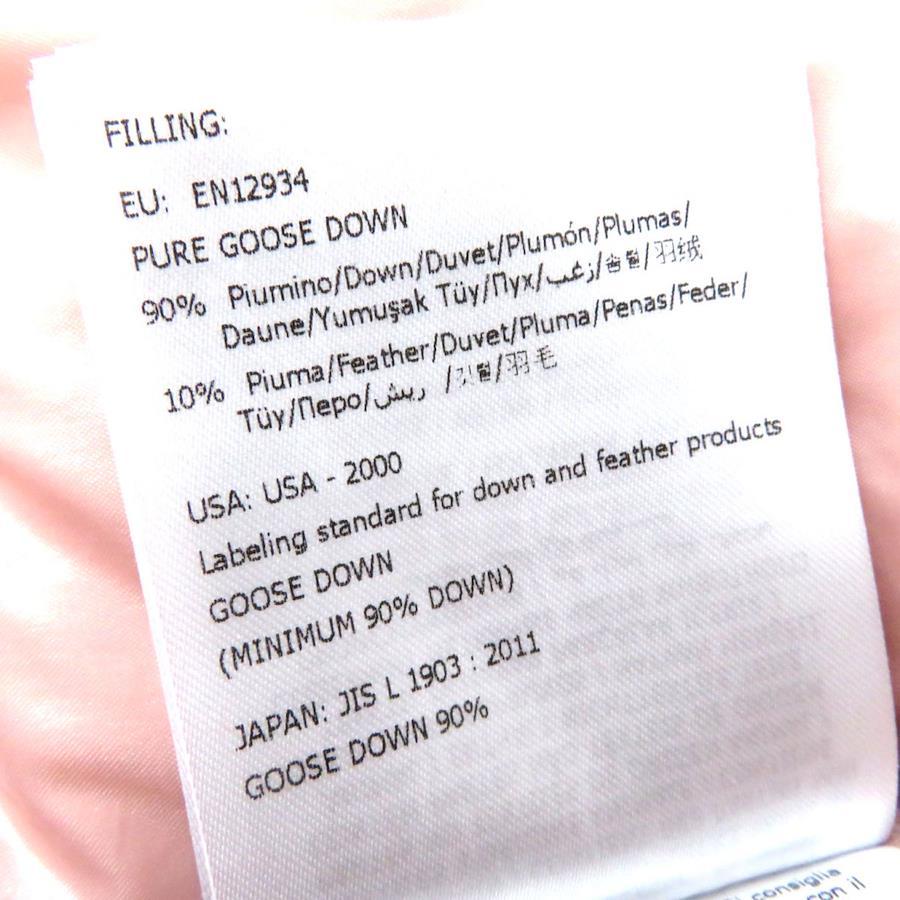 FILLING:
EU: EN12934
PURE GOOSE DOWN
90% Piumino/Down/Duvet/Plumón/Plumas/
Daune/Yumuşak Tüy/Пух/زغب/솜털/羽绒
10% Piuma/Feather/Duvet/Pluma/Penas/Feder/
Tüy/Перо/ريش /깃털/羽毛
USA: USA - 2000
Labeling standard for down and feather products
GOOSE DOWN
(MINIMUM 90% DOWN)
JAPAN: JIS L 1903 : 2011
GOOSE DOWN 90%
consiglia
con il